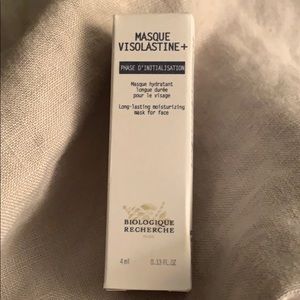 MASQUE
VISOLASTINE+
PHASE D'INITIALISATION
Masque hydratant
longue durée
pour le visage
Long-lasting moisturizing
mask for face
BIOLOGIQUE
RECHERCHE
4 ml 0.13 FL.OZ